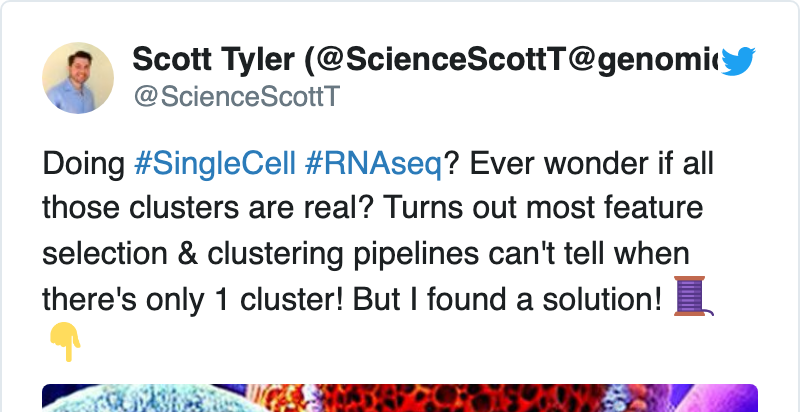 Scott Tyler (@ScienceScottT@genomic
@ScienceScottT
Doing #SingleCell #RNAseq? Ever wonder if all
those clusters are real? Turns out most feature
selection & clustering pipelines can't tell when
there's only 1 cluster! But I found a solution! 🧵
👇